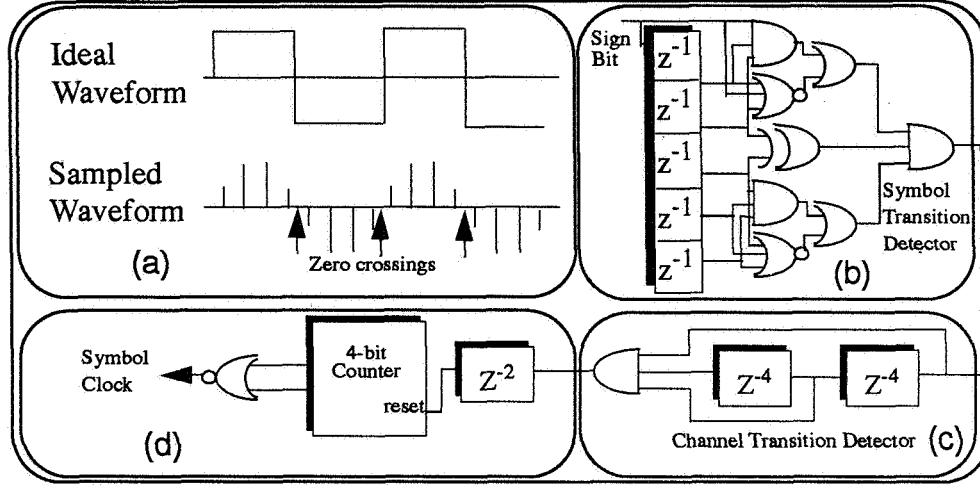 Ideal
Waveform
Sampled
Waveform
Zero crossings
(a)
Sign
Bit
z-1
z-1
z-1
z-1
z-1
Symbol
Transition
Detector
(b)
Symbol
Clock
4-bit
Counter
reset
Z-2
(d)
Z-4
Z-4
Channel Transition Detector
(c)